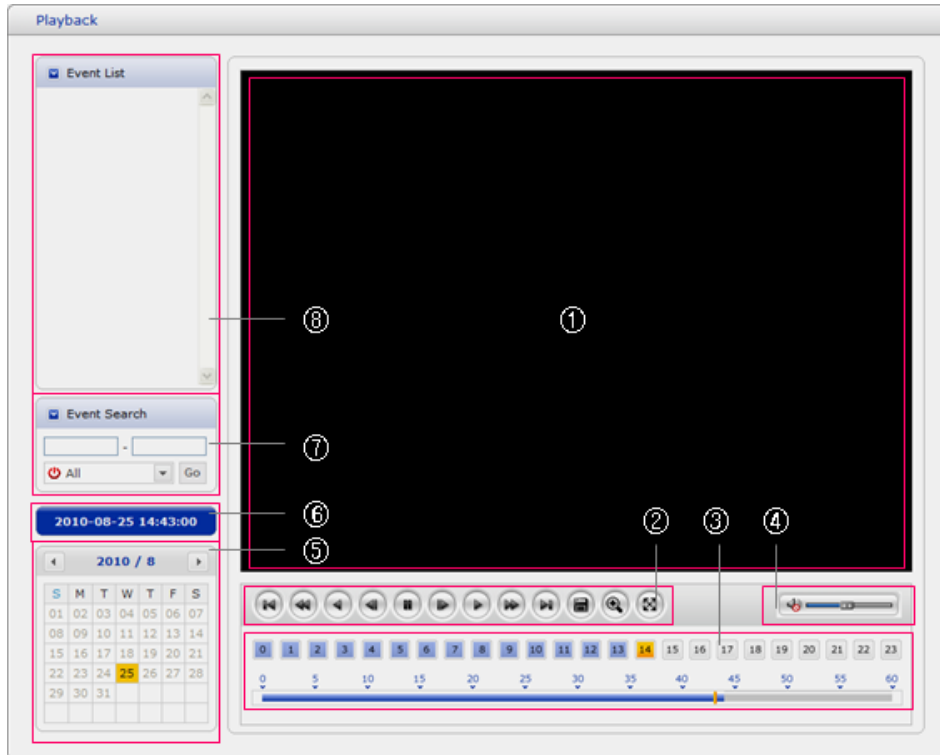 Playback
Event List
⑧
①
Event Search
-
⑦
All Go
2010-08-25 14:43:00
⑥
② ③ ④
⑤
2010 / 8
S M T W T F S
01 02 03 04 05 06 07
08 09 10 11 12 13 14
15 16 17 18 19 20 21
22 23 24 25 26 27 28
29 30 31
0 1 2 3 4 5 6 7 8 9 10 11 12 13 14 15 16 17 18 19 20 21 22 23
0 5 10 15 20 25 30 35 40 45 50 55 60